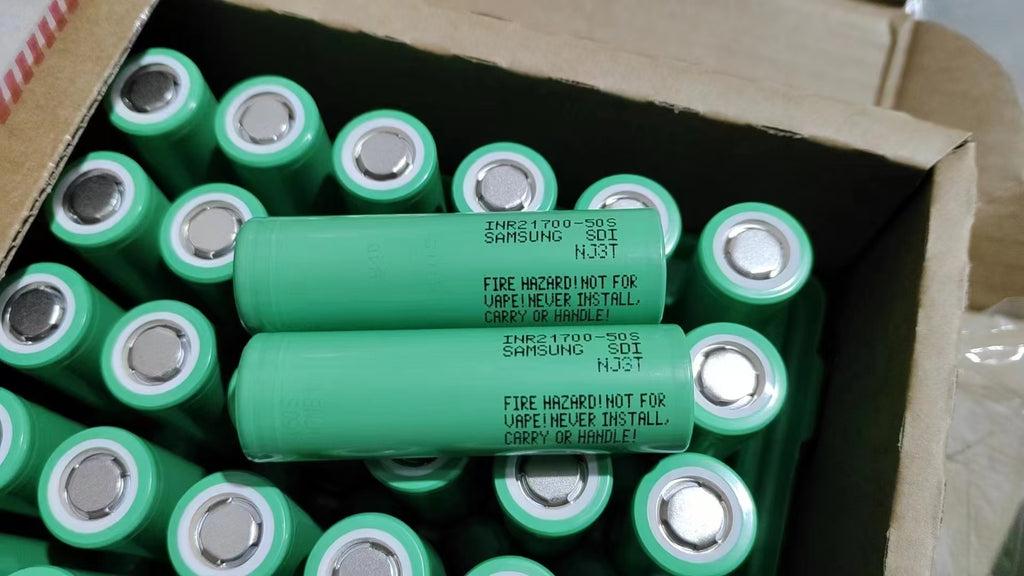 INR21700-50S
SAMSUNG SDI
NJ3T
FIRE HAZARD!NOT FOR
VAPE!NEVER INSTALL,
CARRY OR HANDLE!
INR21700-50S
SAMSUNG SDI
NJ3T
FIRE HAZARD!NOT FOR
VAPE!NEVER INSTALL,
CARRY OR HANDLE!